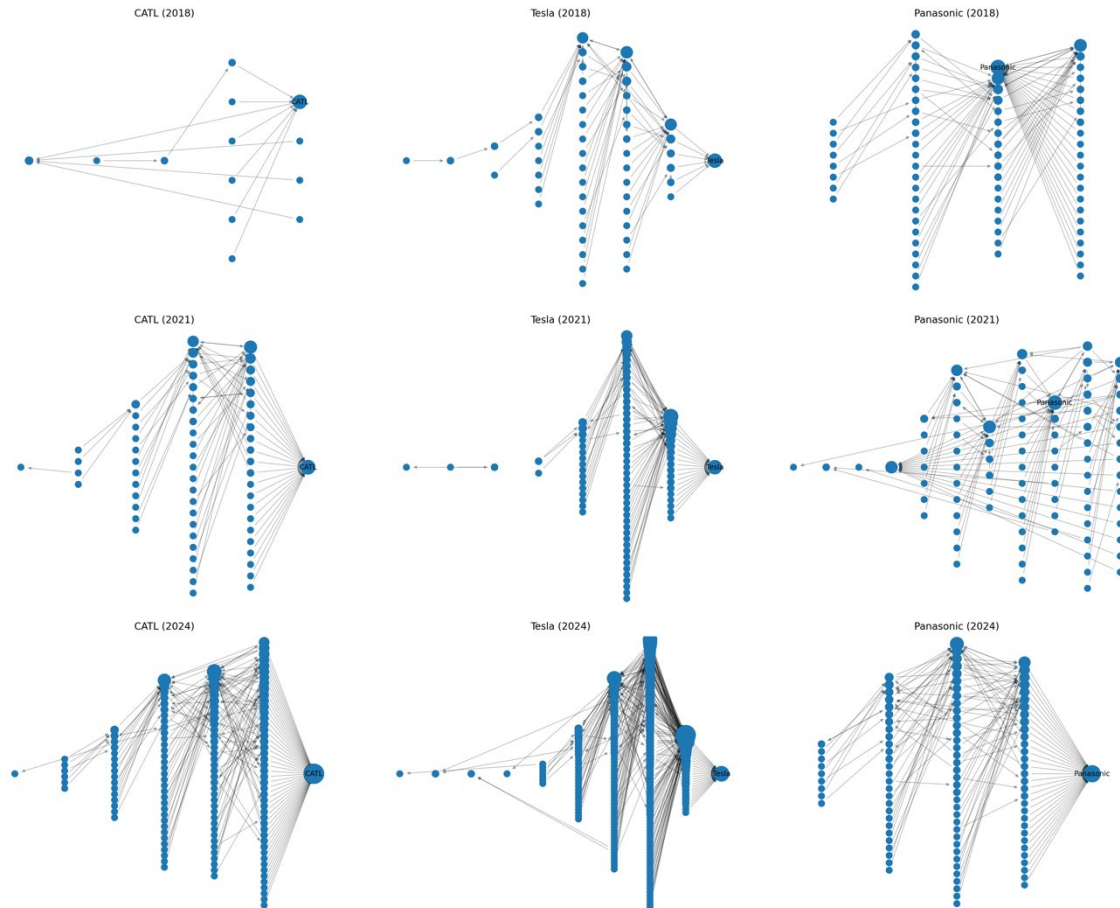 CATL (2018)
Tesla (2018)
Panasonic (2018)
CATL
Tesla
Panasonic
CATL (2021)
Tesla (2021)
Panasonic (2021)
CATL
Tesla
Panasonic
CATL (2024)
Tesla (2024)
Panasonic (2024)
CATL
Tesla
Panasonic